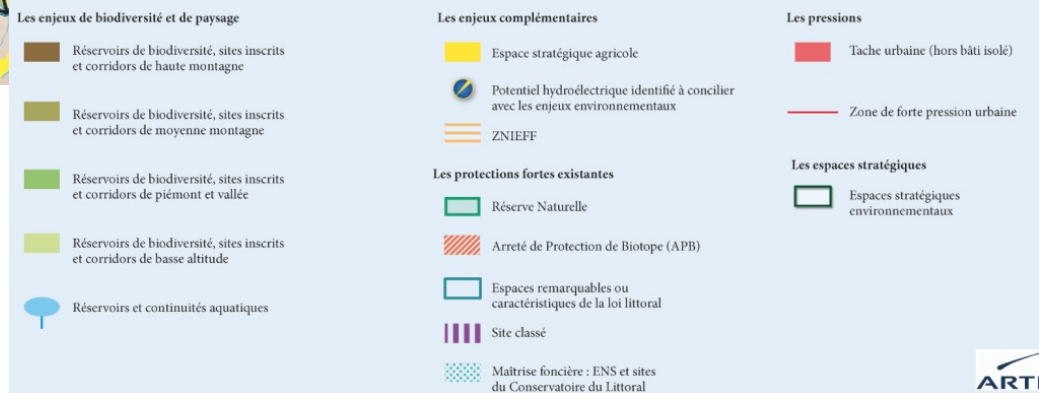 Les enjeux de biodiversité et de paysage
Réservoirs de biodiversité, sites inscrits
et corridors de haute montagne
Réservoirs de biodiversité, sites inscrits
et corridors de moyenne montagne
Réservoirs de biodiversité, sites inscrits
et corridors de piémont et vallée
Réservoirs de biodiversité, sites inscrits
et corridors de basse altitude
Réservoirs et continuités aquatiques
Les enjeux complémentaires
Espace stratégique agricole
Potentiel hydroélectrique identifié à concilier
avec les enjeux environnementaux
ZNIEFF
Les protections fortes existantes
Réserve Naturelle
Arreté de Protection de Biotope (APB)
Espaces remarquables ou
caractéristiques de la loi littoral
Site classé
Maîtrise foncière : ENS et sites
du Conservatoire du Littoral
Les pressions
Tache urbaine (hors bâti isolé)
Zone de forte pression urbaine
Les espaces stratégiques
Espaces stratégiques
environnementaux